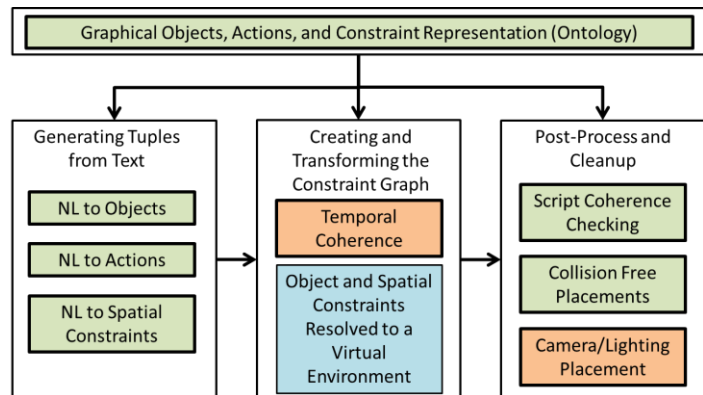 Graphical Objects, Actions, and Constraint Representation (Ontology)
Generating Tuples
from Text
NL to Objects
NL to Actions
NL to Spatial
Constraints
Creating and
Transforming the
Constraint Graph
Temporal
Coherence
Object and Spatial
Constraints
Resolved to a
Virtual
Environment
Post-Process and
Cleanup
Script Coherence
Checking
Collision Free
Placements
Camera/Lighting
Placement